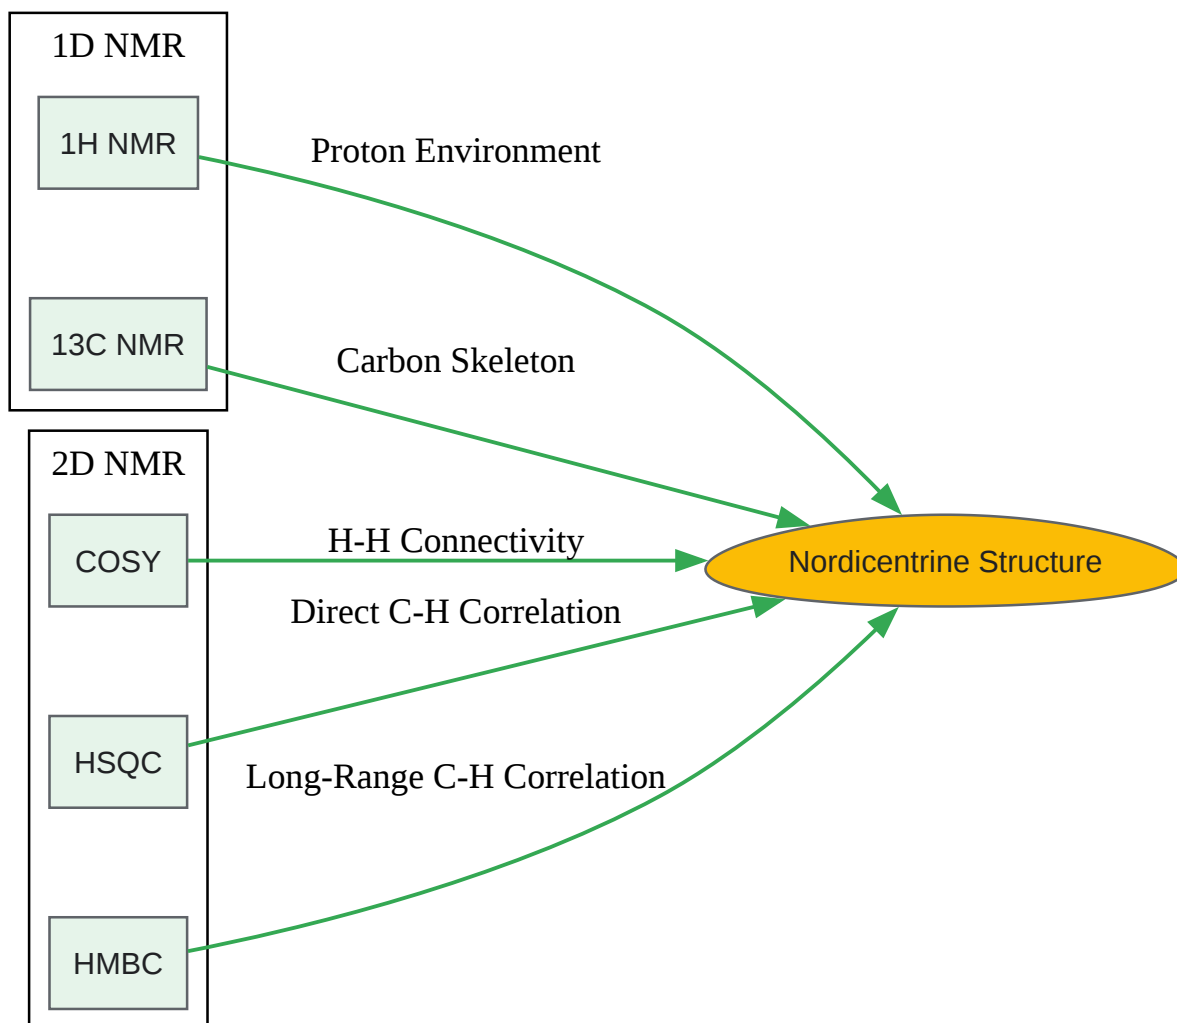 1D NMR
1H NMR
Proton Environment
13C NMR
Carbon Skeleton
2D NMR
COSY
H-H Connectivity
Nordicentrine Structure
Direct C-H Correlation
HSQC
Long-Range C-H Correlation
HMBC